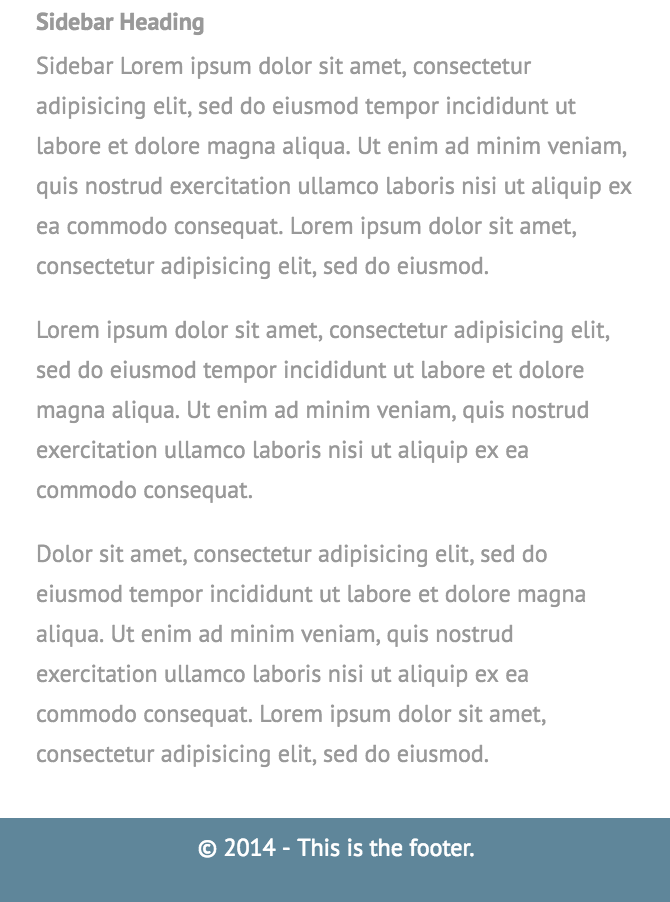 Sidebar Heading
Sidebar Lorem ipsum dolor sit amet, consectetur
adipisicing elit, sed do eiusmod tempor incididunt ut
labore et dolore magna aliqua. Ut enim ad minim veniam,
quis nostrud exercitation ullamco laboris nisi ut aliquip ex
ea commodo consequat. Lorem ipsum dolor sit amet,
consectetur adipisicing elit, sed do eiusmod.
Lorem ipsum dolor sit amet, consectetur adipisicing elit,
sed do eiusmod tempor incididunt ut labore et dolore
magna aliqua. Ut enim ad minim veniam, quis nostrud
exercitation ullamco laboris nisi ut aliquip ex ea
commodo consequat.
Dolor sit amet, consectetur adipisicing elit, sed do
eiusmod tempor incididunt ut labore et dolore magna
aliqua. Ut enim ad minim veniam, quis nostrud
exercitation ullamco laboris nisi ut aliquip ex ea
commodo consequat. Lorem ipsum dolor sit amet,
consectetur adipisicing elit, sed do eiusmod.
© 2014 - This is the footer.